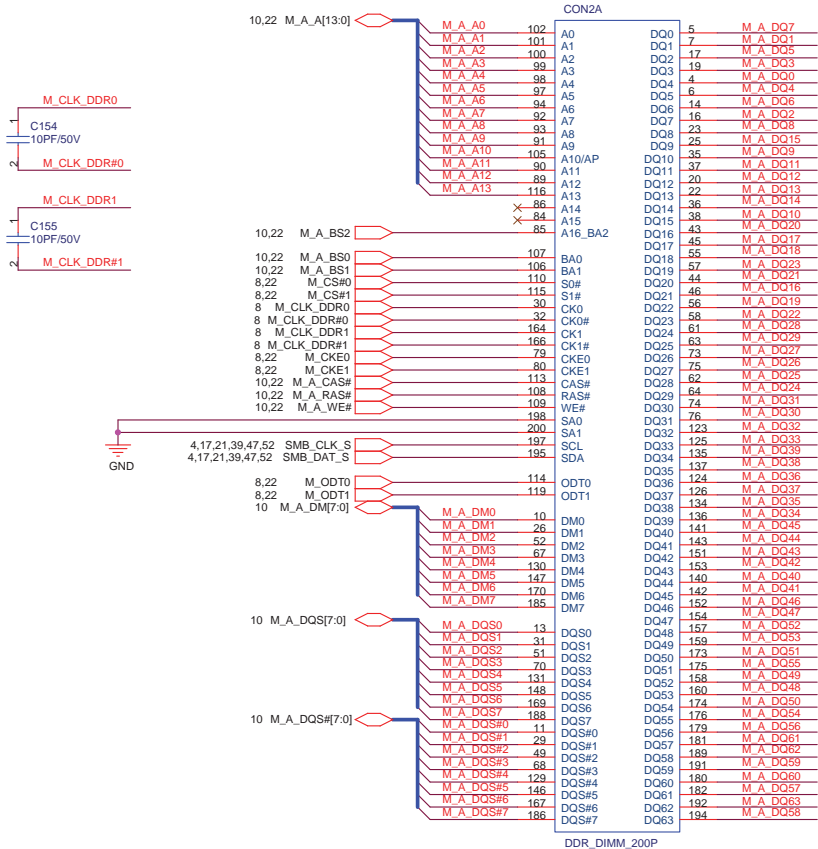 CON2A
M_CLK_DDR0
1
C154
10PF/50V
2
M_CLK_DDR#0
M_CLK_DDR1
1
C155
10PF/50V
2
M_CLK_DDR#1
10,22 M_A_A[13:0]
M_A_A0 102 A0
M_A_A1 101 A1
M_A_A2 100 A2
M_A_A3 99 A3
M_A_A4 98 A4
M_A_A5 97 A5
M_A_A6 94 A6
M_A_A7 92 A7
M_A_A8 93 A8
M_A_A9 91 A9
M_A_A10 105 A10/AP
M_A_A11 90 A11
M_A_A12 89 A12
M_A_A13 116 A13
86 A14
84 A15
10,22 M_A_BS2 85 A16_BA2
10,22 M_A_BS0 107 BA0
10,22 M_A_BS1 106 BA1
8,22 M_CS#0 110 S0#
8,22 M_CS#1 115 S1#
8 M_CLK_DDR0 30 CK0
8 M_CLK_DDR#0 32 CK0#
8 M_CLK_DDR1 164 CK1
8 M_CLK_DDR#1 166 CK1#
8,22 M_CKE0 79 CKE0
8,22 M_CKE1 80 CKE1
10,22 M_A_CAS# 113 CAS#
10,22 M_A_RAS# 108 RAS#
10,22 M_A_WE# 109 WE#
198 SA0
200 SA1
GND
4,17,21,39,47,52 SMB_CLK_S 197 SCL
4,17,21,39,47,52 SMB_DAT_S 195 SDA
8,22 M_ODT0 114 ODT0
8,22 M_ODT1 119 ODT1
10 M_A_DM[7:0]
M_A_DM0 10 DM0
M_A_DM1 26 DM1
M_A_DM2 52 DM2
M_A_DM3 67 DM3
M_A_DM4 130 DM4
M_A_DM5 147 DM5
M_A_DM6 170 DM6
M_A_DM7 185 DM7
10 M_A_DQS[7:0]
M_A_DQS0 13 DQS0
M_A_DQS1 31 DQS1
M_A_DQS2 51 DQS2
M_A_DQS3 70 DQS3
M_A_DQS4 131 DQS4
M_A_DQS5 148 DQS5
M_A_DQS6 169 DQS6
M_A_DQS7 188 DQS7
10 M_A_DQS#[7:0]
M_A_DQS#0 11 DQS#0
M_A_DQS#1 29 DQS#1
M_A_DQS#2 49 DQS#2
M_A_DQS#3 68 DQS#3
M_A_DQS#4 129 DQS#4
M_A_DQS#5 146 DQS#5
M_A_DQS#6 167 DQS#6
M_A_DQS#7 186 DQS#7
DQ0 5 M_A_DQ7
DQ1 7 M_A_DQ1
DQ2 17 M_A_DQ5
DQ3 19 M_A_DQ3
DQ4 4 M_A_DQ0
DQ5 6 M_A_DQ4
DQ6 14 M_A_DQ6
DQ7 16 M_A_DQ2
DQ8 23 M_A_DQ8
DQ9 25 M_A_DQ15
DQ10 35 M_A_DQ9
DQ11 37 M_A_DQ11
DQ12 20 M_A_DQ12
DQ13 22 M_A_DQ13
DQ14 36 M_A_DQ14
DQ15 38 M_A_DQ10
DQ16 43 M_A_DQ20
DQ17 45 M_A_DQ17
DQ18 55 M_A_DQ18
DQ19 57 M_A_DQ23
DQ20 44 M_A_DQ21
DQ21 46 M_A_DQ16
DQ22 56 M_A_DQ19
DQ23 58 M_A_DQ22
DQ24 61 M_A_DQ28
DQ25 63 M_A_DQ29
DQ26 73 M_A_DQ27
DQ27 75 M_A_DQ26
DQ28 62 M_A_DQ25
DQ29 64 M_A_DQ24
DQ30 74 M_A_DQ31
DQ31 76 M_A_DQ30
DQ32 123 M_A_DQ32
DQ33 125 M_A_DQ33
DQ34 135 M_A_DQ39
DQ35 137 M_A_DQ38
DQ36 124 M_A_DQ36
DQ37 126 M_A_DQ37
DQ38 134 M_A_DQ35
DQ39 136 M_A_DQ34
DQ40 141 M_A_DQ45
DQ41 143 M_A_DQ44
DQ42 151 M_A_DQ43
DQ43 153 M_A_DQ42
DQ44 140 M_A_DQ40
DQ45 142 M_A_DQ41
DQ46 152 M_A_DQ46
DQ47 154 M_A_DQ47
DQ48 157 M_A_DQ52
DQ49 159 M_A_DQ53
DQ50 173 M_A_DQ51
DQ51 175 M_A_DQ55
DQ52 158 M_A_DQ49
DQ53 160 M_A_DQ48
DQ54 174 M_A_DQ50
DQ55 176 M_A_DQ54
DQ56 179 M_A_DQ56
DQ57 181 M_A_DQ61
DQ58 189 M_A_DQ62
DQ59 191 M_A_DQ59
DQ60 180 M_A_DQ60
DQ61 182 M_A_DQ57
DQ62 192 M_A_DQ63
DQ63 194 M_A_DQ58
DDR_DIMM_200P